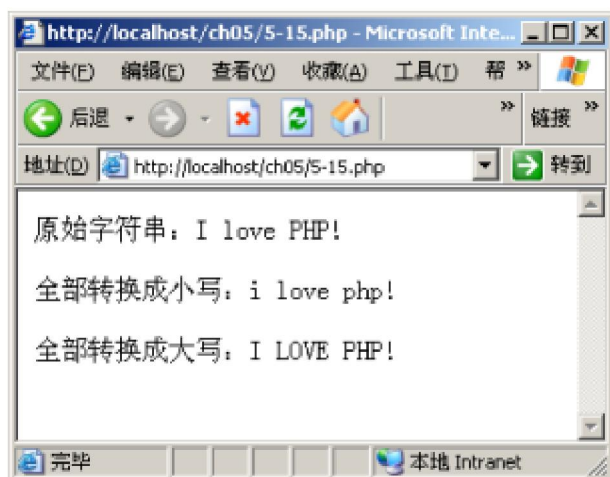 http://localhost/ch05/5-15.php - Microsoft Inte...
文件(F) 编辑(E) 查看(V) 收藏(A) 工具(T) 帮 »
后退 » 链接 »
地址(D) http://localhost/ch05/5-15.php 转到
原始字符串：I love PHP!
全部转换成小写：i love php!
全部转换成大写：I LOVE PHP!
完毕 本地 Intranet